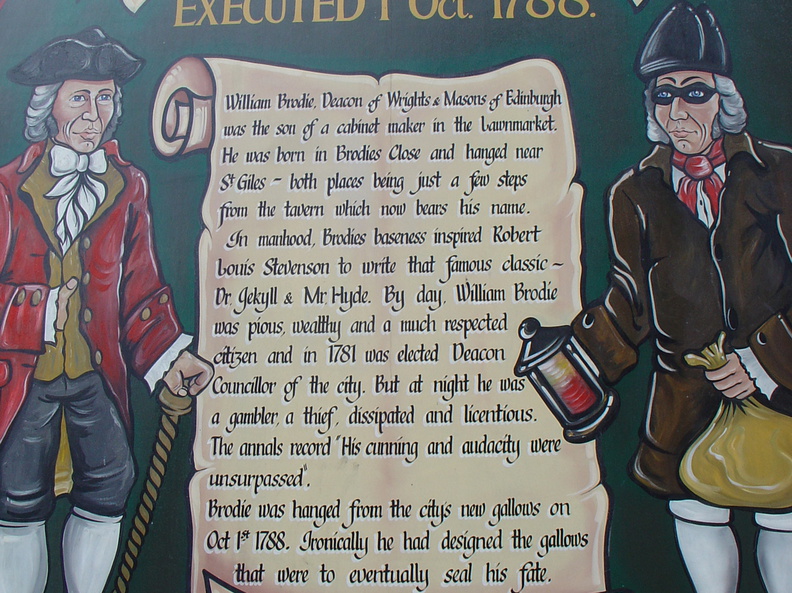 EXECUTED 1 Oct. 1788.
William Brodie, Deacon of Wrights & Masons of Edinburgh
was the son of a cabinet maker in the Lawnmarket.
He was born in Brodies Close and hanged near
St Giles ~ both places being just a few steps
from the tavern which now bears his name.
In manhood, Brodies baseness inspired Robert
Louis Stevenson to write that famous classic ~
Dr. Jekyll & Mr. Hyde. By day, William Brodie
was pious, wealthy and a much respected
citizen and in 1781 was elected Deacon
Councillor of the city. But at night he was
a gambler, a thief, dissipated and licentious.
The annals record "His cunning and audacity were
unsurpassed".
Brodie was hanged from the city's new gallows on
Oct 1st 1788. Ironically he had designed the gallows
that were to eventually seal his fate.